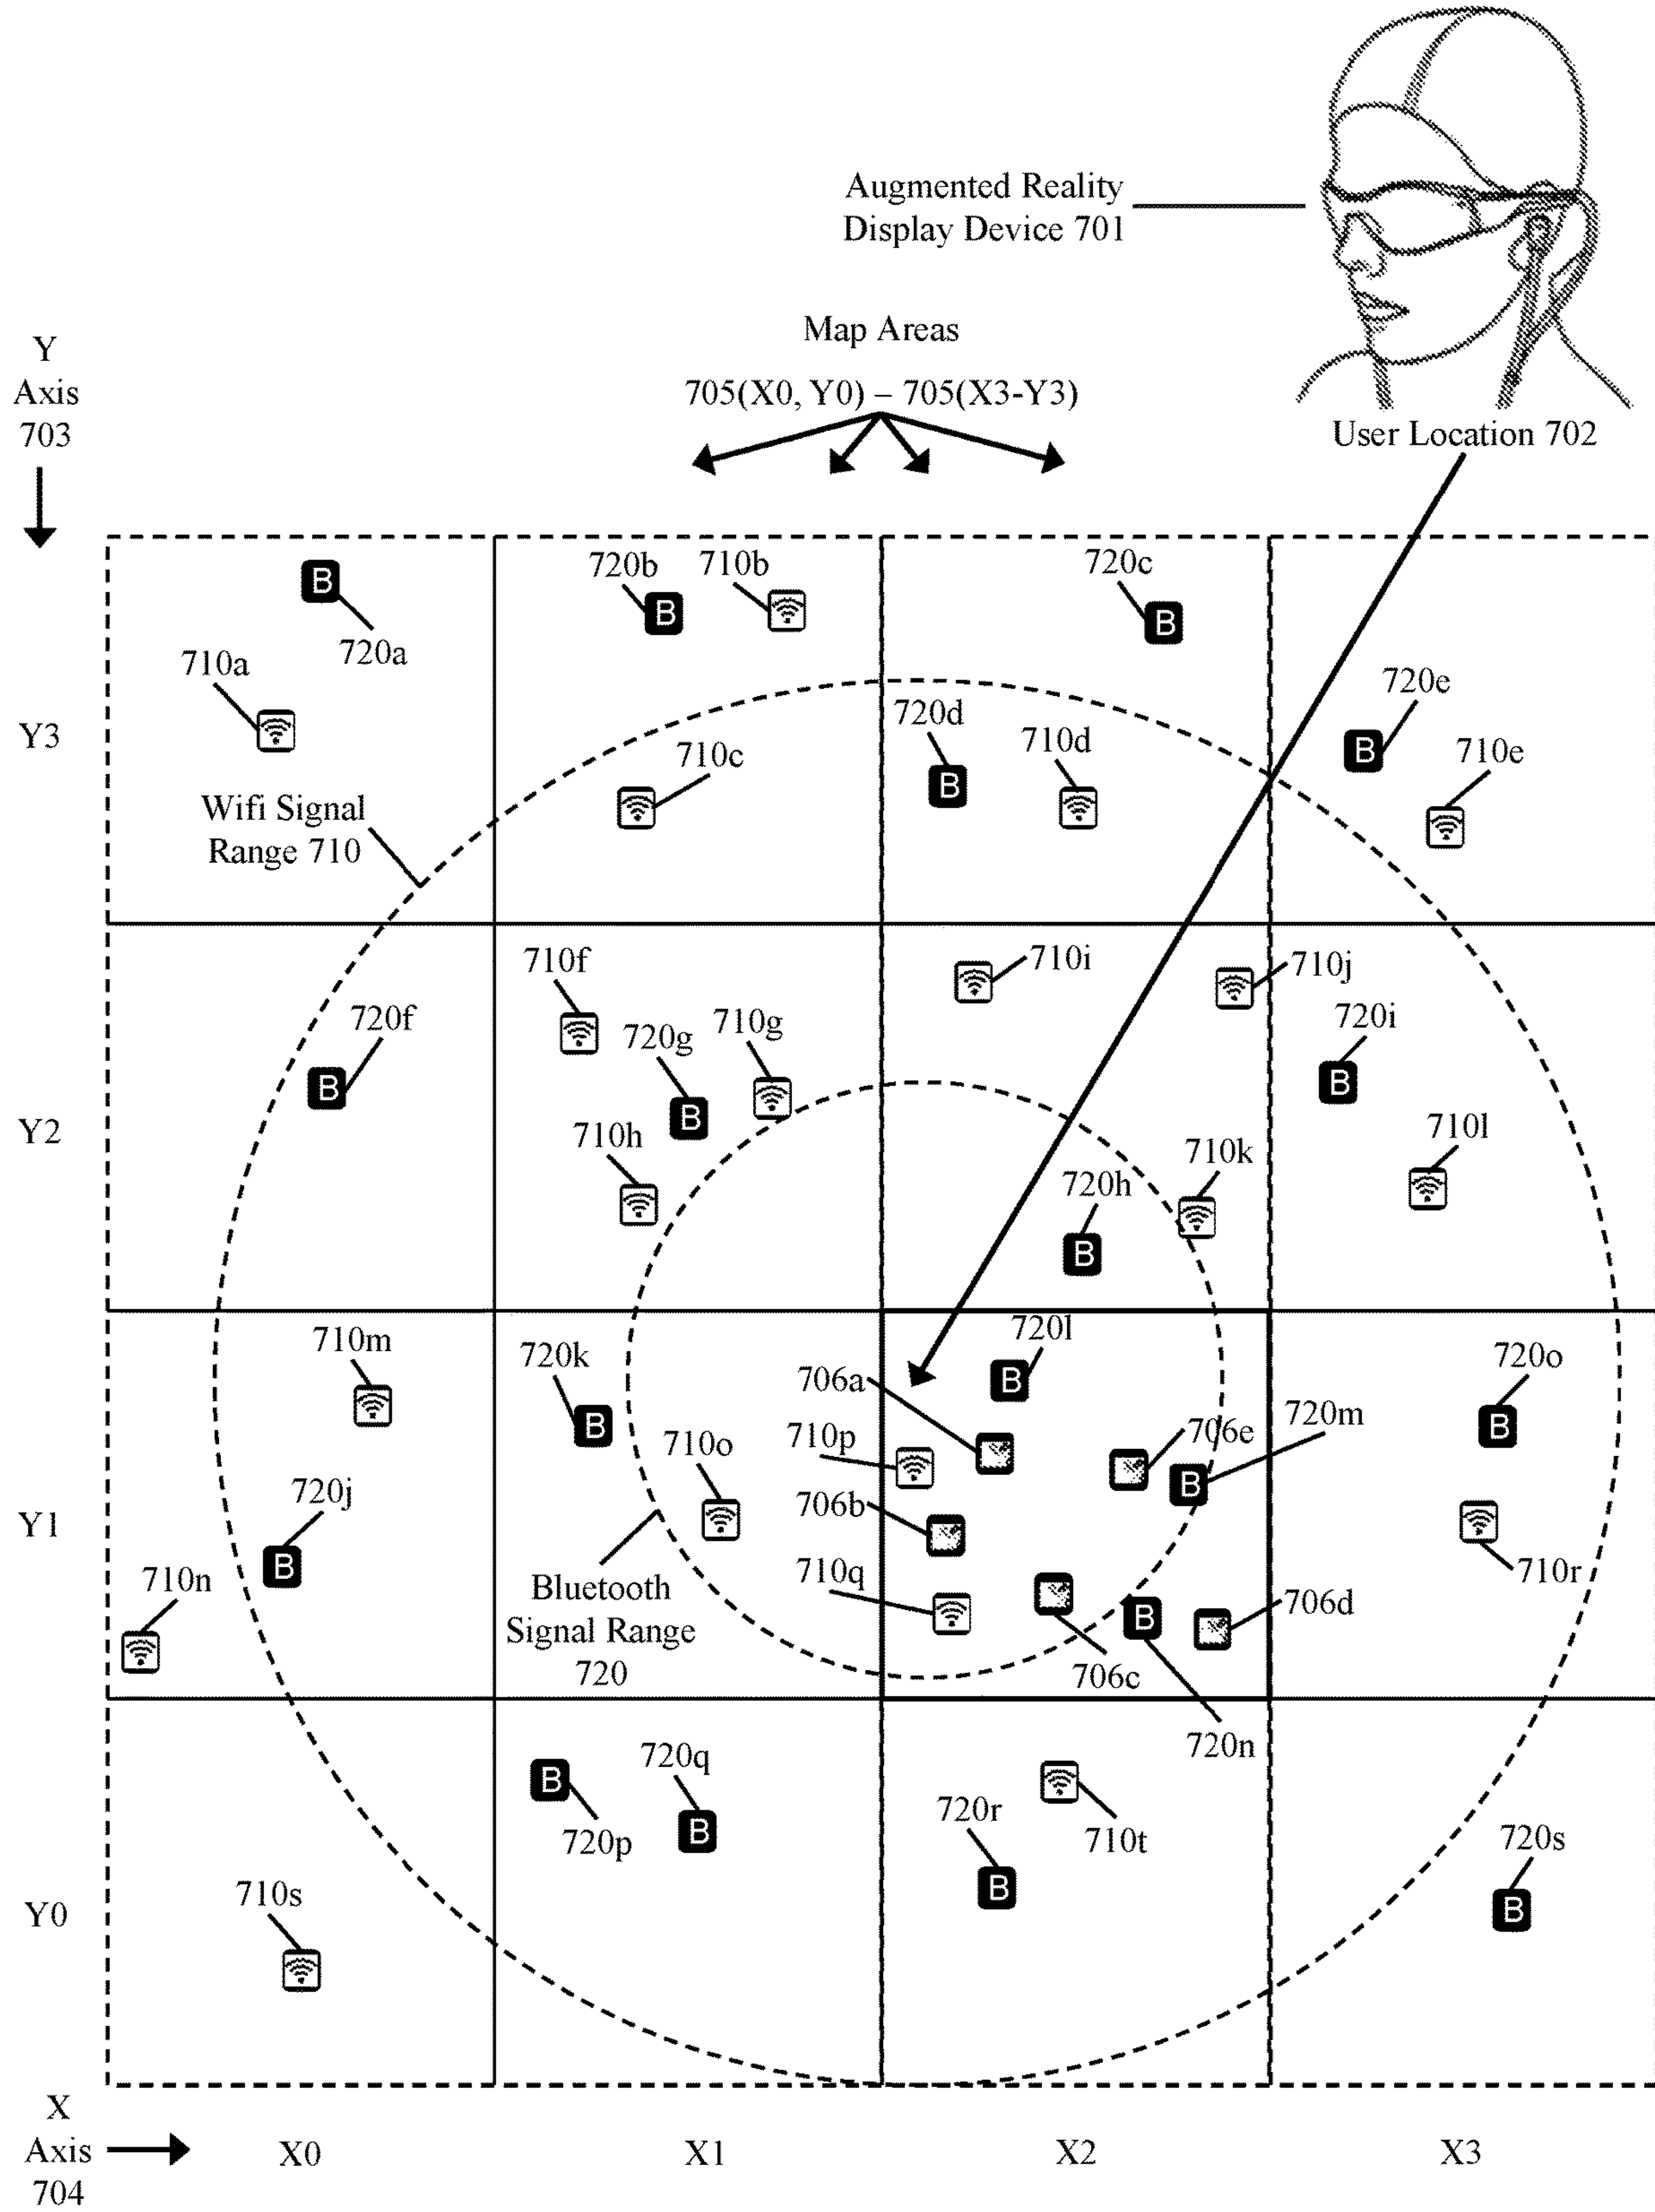 Augmented Reality
Display Device 701
Map Areas
705(X0, Y0) – 705(X3-Y3)
User Location 702
Y
Axis
703
720b
710b
720c
B
B
B
720a
710a
720e
720d
Y3
710c
710d
710e
B
B
Wifi Signal
Range 710
710f
710i
710j
720f
720g
710g
720i
B
B
B
Y2
710h
710k
710l
720h
B
710m
720k
720l
720o
706a
B
B
B
710o
710p
706e
720m
B
720j
706b
Y1
B
710n
Bluetooth
Signal Range
720
710q
710r
706d
B
706c
720n
720q
B
720p
B
720r
710t
720s
710s
B
B
Y0
X
Axis
704
X0
X1
X2
X3